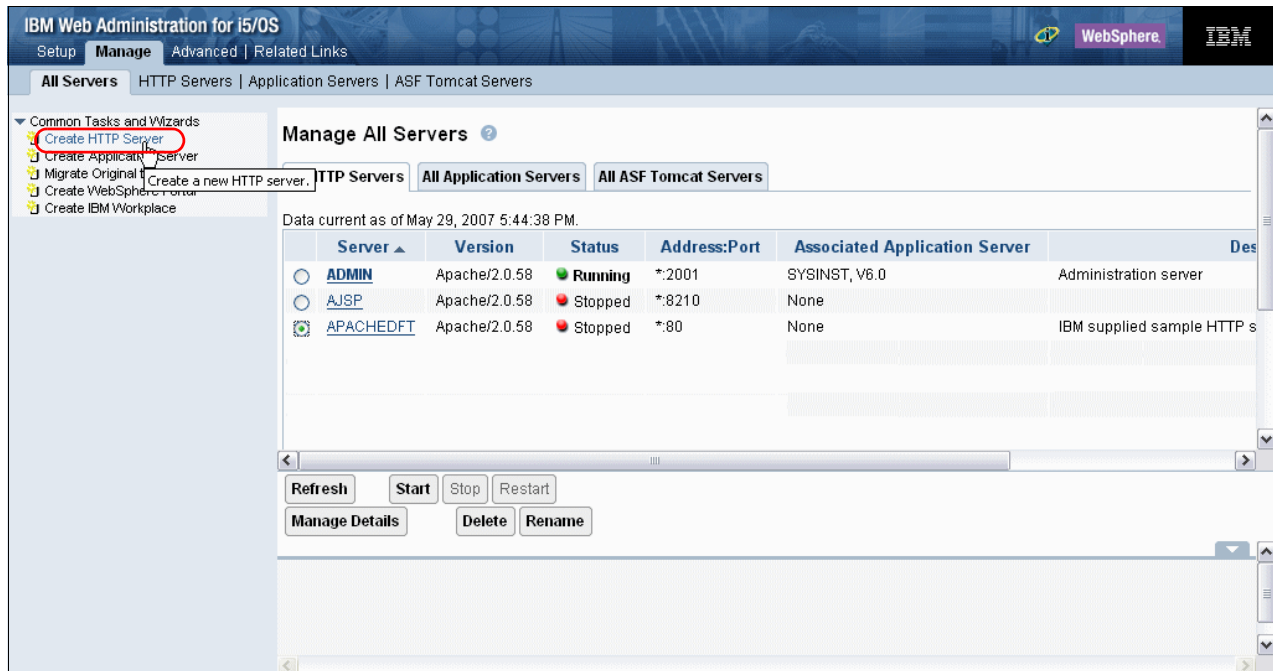 IBM Web Administration for i5/OS
Setup Manage Advanced | Related Links
WebSphere.
IBM
All Servers HTTP Servers | Application Servers | ASF Tomcat Servers
Common Tasks and Wizards
Create HTTP Server
Create Application Server
Migrate Original
Create WebSphere Portal
Create IBM Workplace
Create a new HTTP server.
Manage All Servers ?
HTTP Servers All Application Servers All ASF Tomcat Servers
Data current as of May 29, 2007 5:44:38 PM.
Server Version Status Address:Port Associated Application Server Des
ADMIN Apache/2.0.58 Running *:2001 SYSINST, V6.0 Administration server
AJSP Apache/2.0.58 Stopped *:8210 None
APACHEDFT Apache/2.0.58 Stopped *:80 None IBM supplied sample HTTP s
Refresh Start Stop Restart
Manage Details Delete Rename